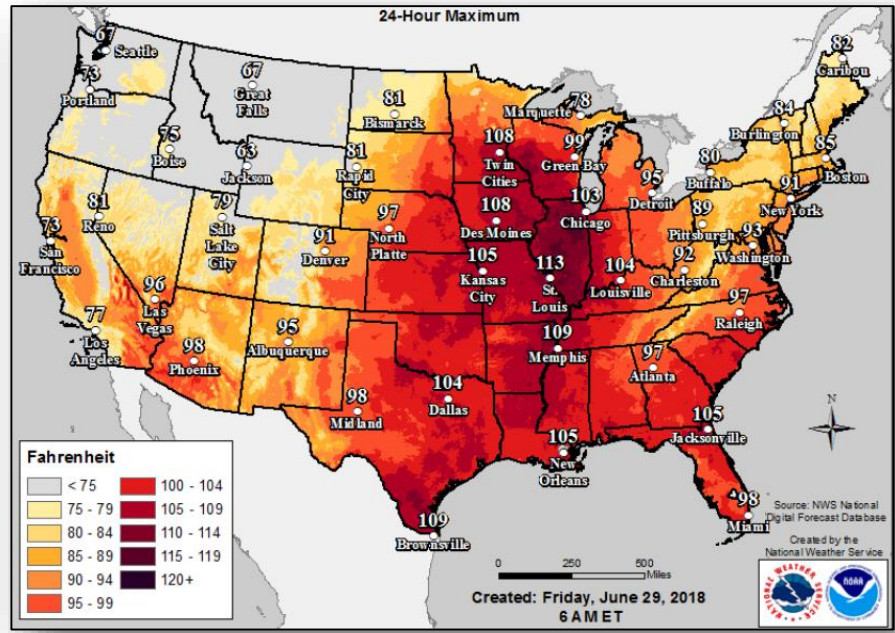 24-Hour Maximum
67
Seattle
73
Portland
67
Great
Falls
75
Boise
63
Jackson
81
Bismarck
81
Rapid
City
78
Marquette
108
Twin
Cities
99
Green Bay
82
Caribou
84
Burlington
85
Boston
80
Buffalo
95
Detroit
103
Chicago
108
Des Moines
97
North
Platte
81
Reno
79
Salt
Lake
City
73
San
Francisco
91
Denver
105
Kansas
City
113
St.
Louis
104
Louisville
89
Pittsburgh
91
New York
93
Washington
92
Charleston
96
Las
Vegas
77
Los
Angeles
98
Phoenix
95
Albuquerque
109
Memphis
97
Raleigh
97
Atlanta
98
Midland
104
Dallas
105
New
Orleans
105
Jacksonville
98
Miami
109
Brownsville
Fahrenheit
< 75
75 - 79
80 - 84
85 - 89
90 - 94
95 - 99
100 - 104
105 - 109
110 - 114
115 - 119
120+
N
Source: NWS National
Digital Forecast Database
Created by the
National Weather Service
0 250 500
Miles
Created: Friday, June 29, 2018
6 AM ET
NATIONAL WEATHER SERVICE
NOAA